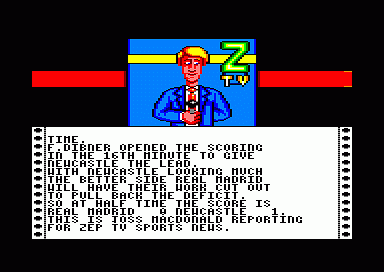 Z
TV
TIME.
F.DIBNER OPENED THE SCORING
IN THE 16TH MINUTE TO GIVE
NEWCASTLE THE LEAD.
WITH NEWCASTLE LOOKING MUCH
THE BETTER SIDE REAL MADRID
WILL HAVE THEIR WORK CUT OUT
TO PULL BACK THE DEFICIT.
SO AT HALF TIME THE SCORE IS
REAL MADRID 0 NEWCASTLE 1.
THIS IS JOSS MACDONALD REPORTING
FOR ZEP TV SPORTS NEWS.